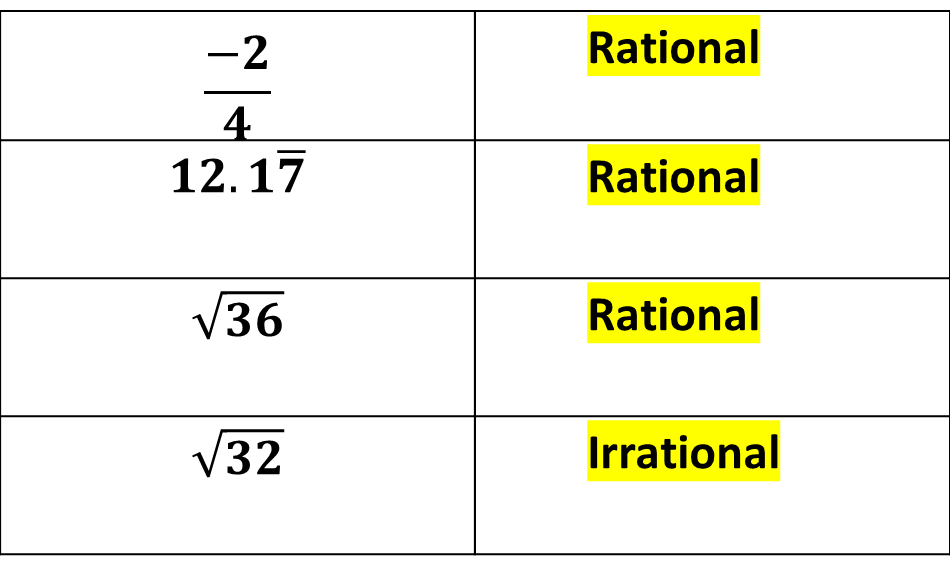 −2
4
Rational
12.17̅
Rational
√36
Rational
√32
Irrational